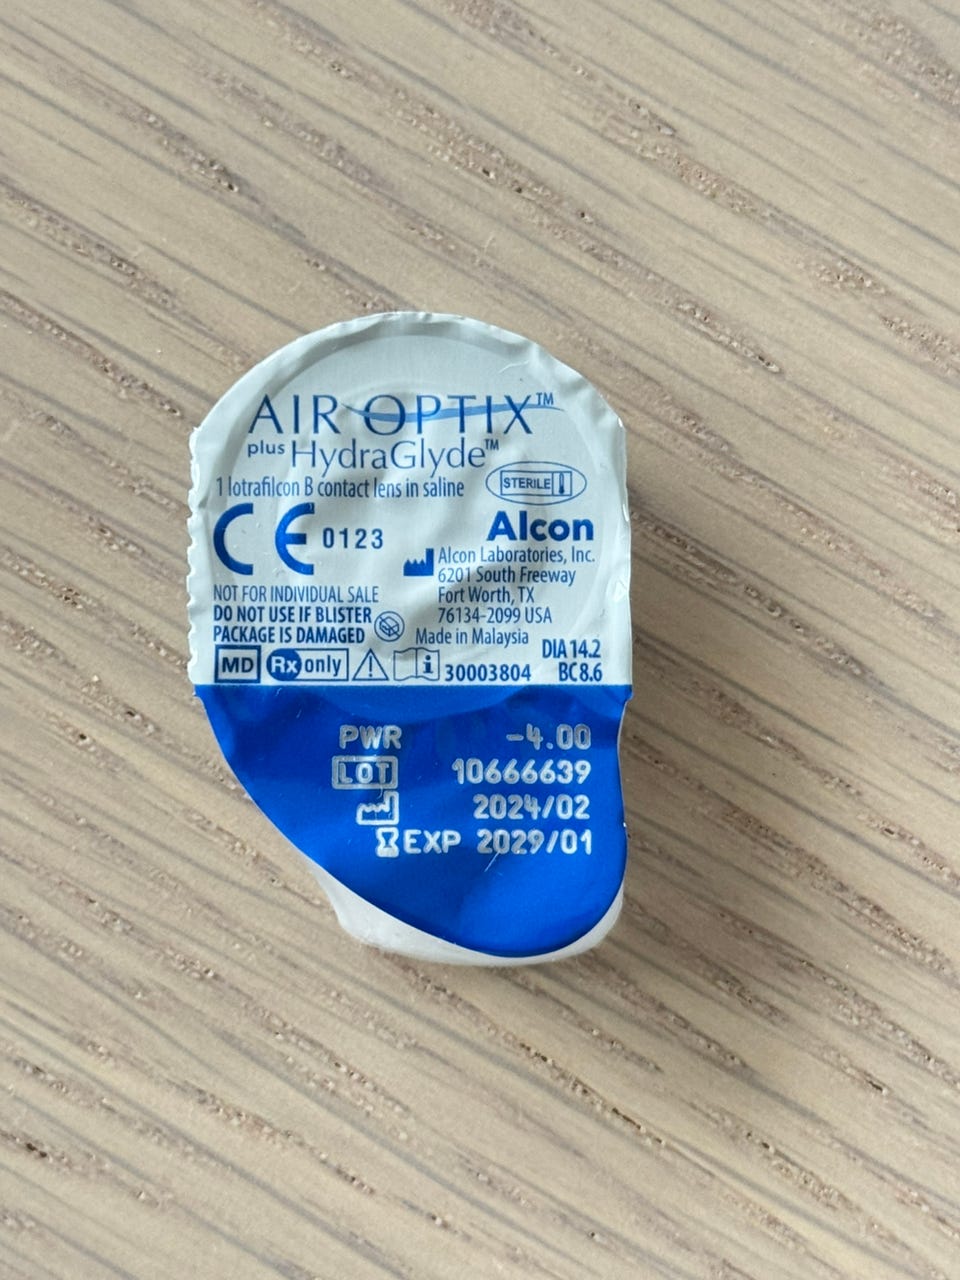 AIR OPTIX™
plus HydraGlyde™
1 lotrafilcon B contact lens in saline
STERILE
CE 0123
Alcon
Alcon Laboratories, Inc.
6201 South Freeway
Fort Worth, TX
76134-2099 USA
Made in Malaysia
NOT FOR INDIVIDUAL SALE
DO NOT USE IF BLISTER
PACKAGE IS DAMAGED
MD Rx only i 30003804
DIA 14.2
BC 8.6
PWR -4.00
LOT 10666639
2024/02
EXP 2029/01